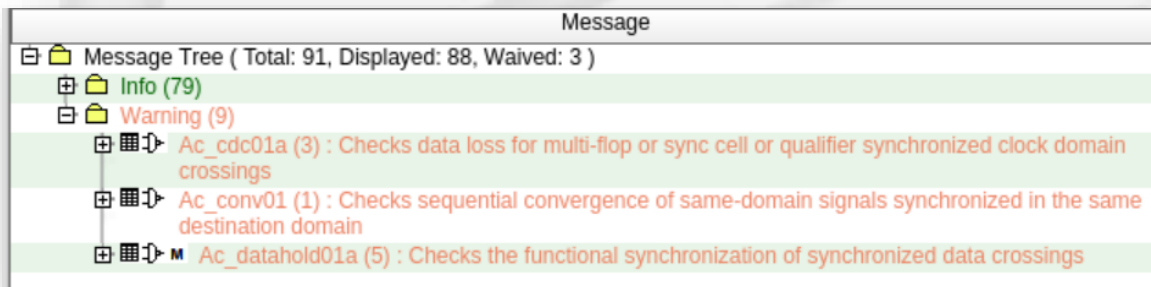 Message
Message Tree ( Total: 91, Displayed: 88, Waived: 3 )
Info (79)
Warning (9)
Ac_cdc01a (3) : Checks data loss for multi-flop or sync cell or qualifier synchronized clock domain
crossings
Ac_conv01 (1) : Checks sequential convergence of same-domain signals synchronized in the same
destination domain
M Ac_datahold01a (5) : Checks the functional synchronization of synchronized data crossings